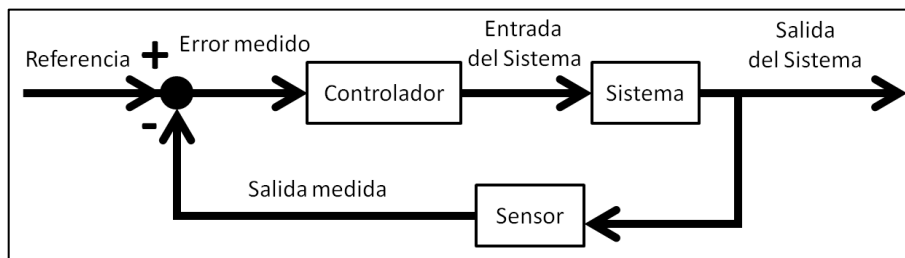 Referencia
+
-
Error medido
Controlador
Entrada
del Sistema
Sistema
Salida
del Sistema
Salida medida
Sensor